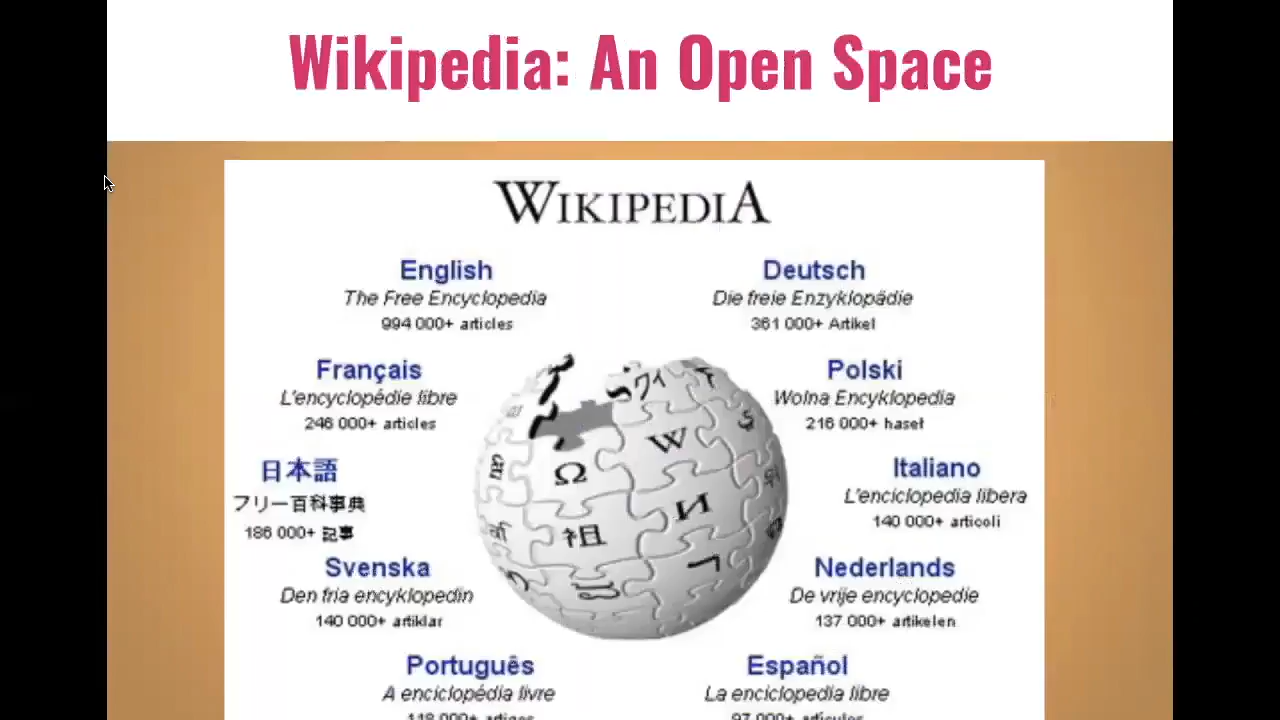 Wikipedia: An Open Space
WIKIPEDIA
English
The Free Encyclopedia
994 000+ articles
Deutsch
Die freie Enzyklopädie
361 000+ Artikel
Français
L'encyclopédie libre
246 000+ articles
Polski
Wolna Encyklopedia
216 000+ haseł
日本語
フリー百科事典
186 000+ 記事
Italiano
L'enciclopedia libera
140 000+ articoli
Svenska
Den fria encyklopedin
140 000+ artiklar
Nederlands
De vrije encyclopedie
137 000+ artikelen
Português
A enciclopédia livre
Español
La enciclopedia libre
W
Ω
И
祖